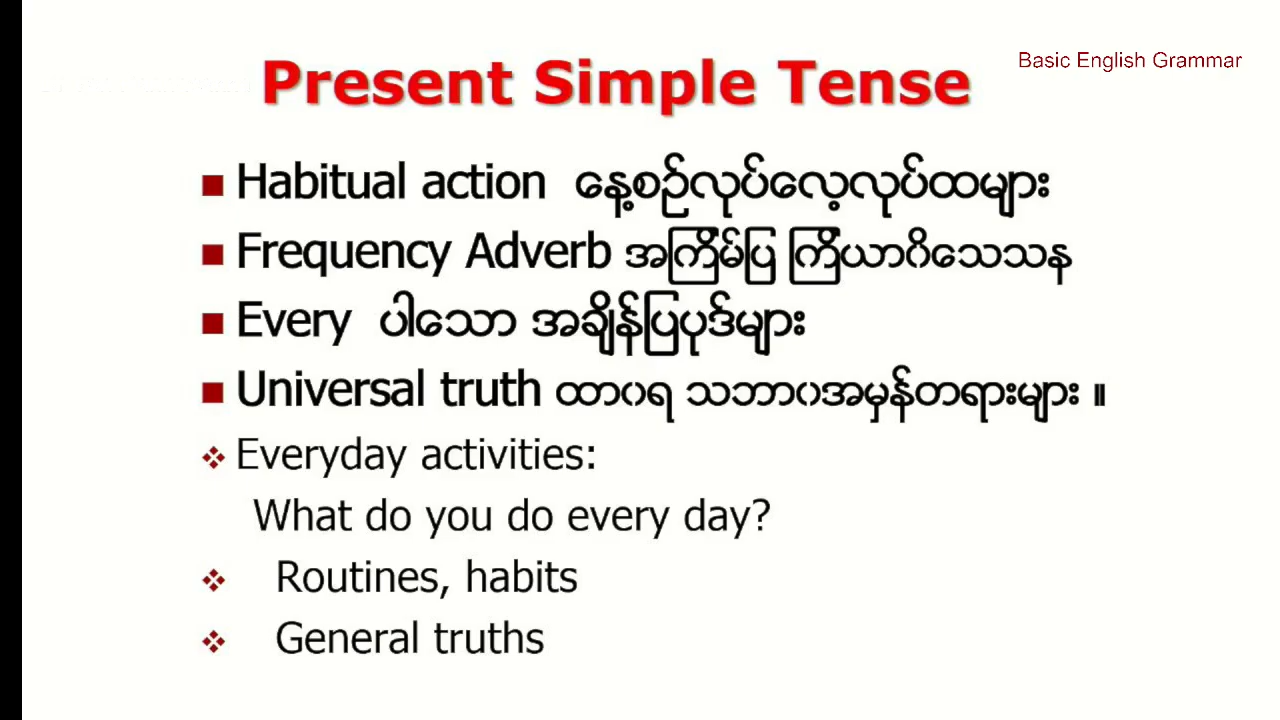 Basic English Grammar
Present Simple Tense
Habitual action နေ့စဉ်လုပ်လေ့လုပ်ထများ
Frequency Adverb အကြိမ်ပြ ကြိယာဝိသေသန
Every ပါသော အချိန်ပြပုဒ်များ
Universal truth ထာဝရ သဘာဝအမှန်တရားများ ။
Everyday activities:
What do you do every day?
Routines, habits
General truths